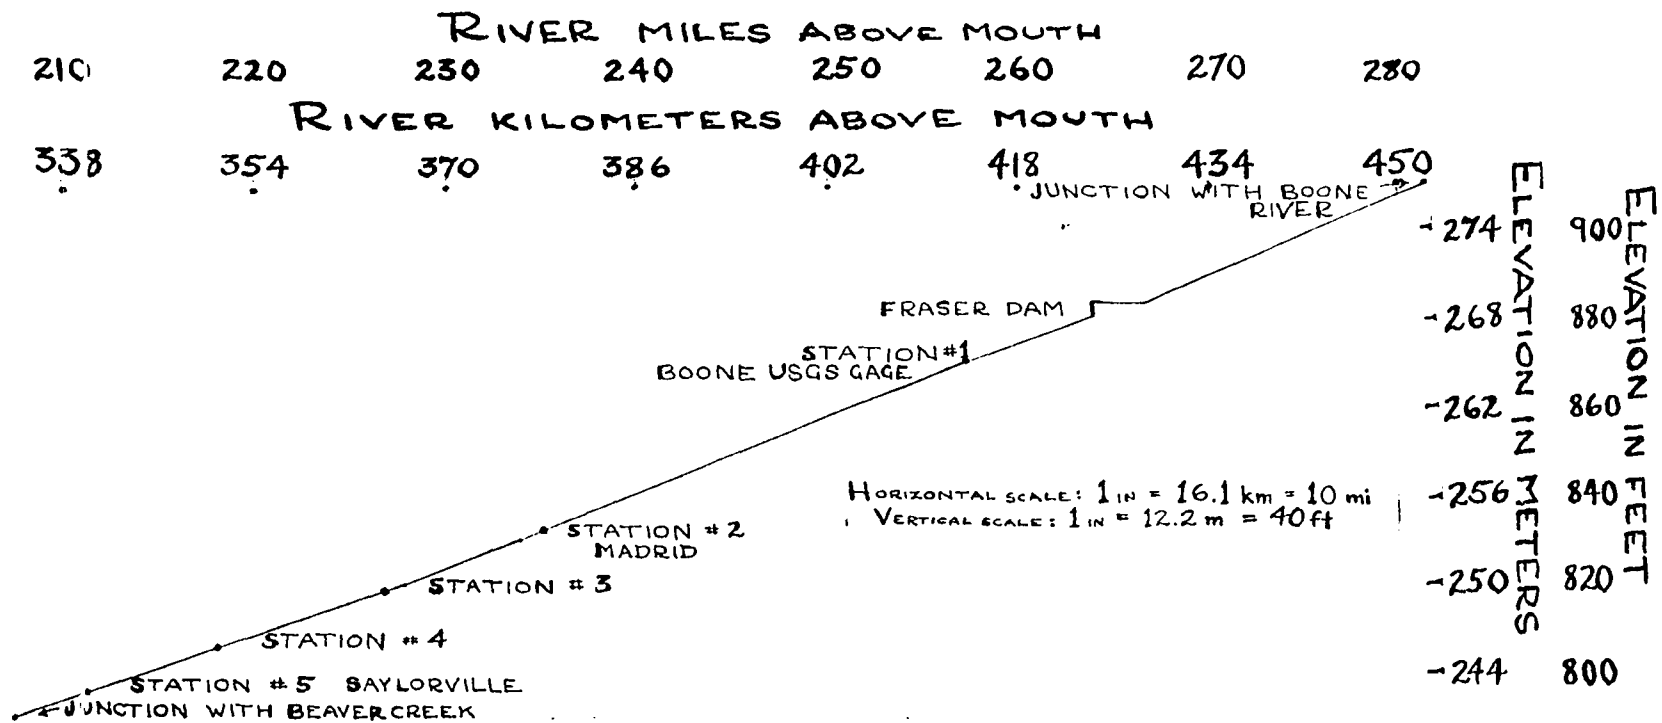 RIVER MILES ABOVE MOUTH
210 220 230 240 250 260 270 280
RIVER KILOMETERS ABOVE MOUTH
338 354 370 386 402 418 434 450
JUNCTION WITH BOONE
RIVER
-274 900
FRASER DAM
-268 880
STATION #1
BOONE USGS GAGE
-262 860
HORIZONTAL SCALE: 1 IN = 16.1 km = 10 mi
VERTICAL SCALE: 1 IN = 12.2 m = 40 ft
-256 840
STATION #2
MADRID
STATION #3
-250 820
STATION #4
-244 800
STATION #5 SAYLORVILLE
JUNCTION WITH BEAVER CREEK
ELEVATION IN METERS
ELEVATION IN FEET